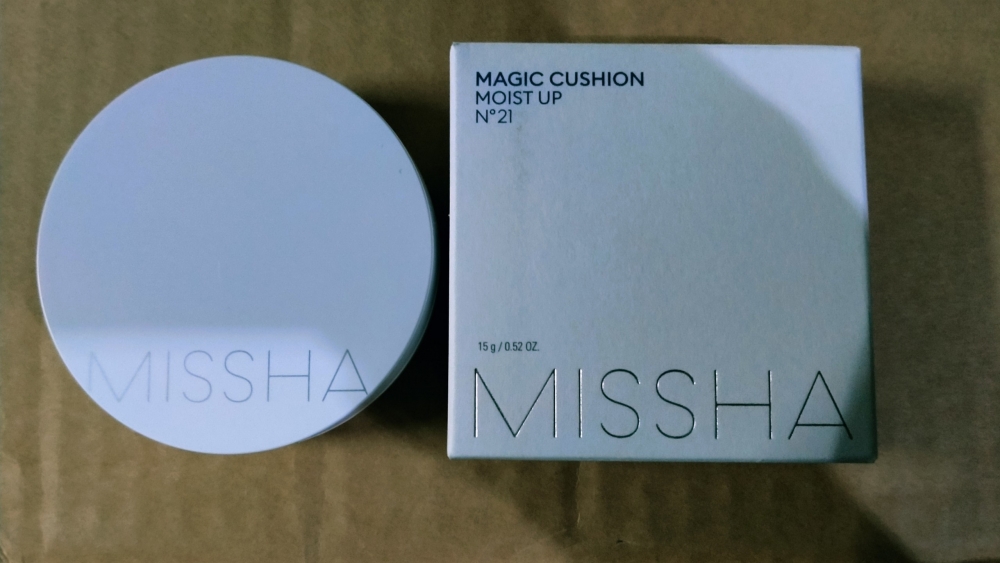 MISSHA
MAGIC CUSHION
MOIST UP
N°21
15 g / 0.52 OZ.
MISSHA